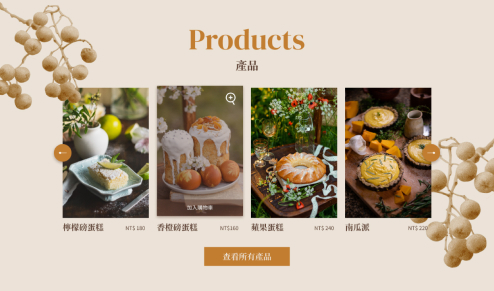 Products
產品
加入購物車
檸檬磅蛋糕 NT$ 180
香橙磅蛋糕 NT$160
蘋果蛋糕 NT$ 240
南瓜派 NT$ 220
查看所有產品